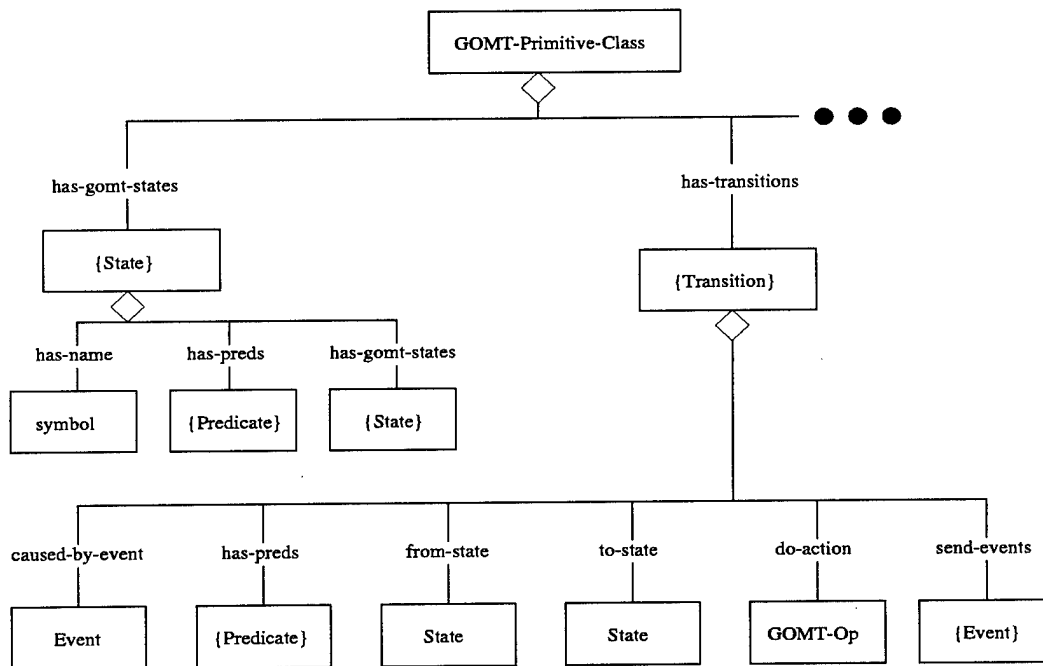 GOMT-Primitive-Class
has-gomt-states
has-transitions
{State}
{Transition}
has-name
has-preds
has-gomt-states
symbol
{Predicate}
{State}
caused-by-event
has-preds
from-state
to-state
do-action
send-events
Event
{Predicate}
State
State
GOMT-Op
{Event}